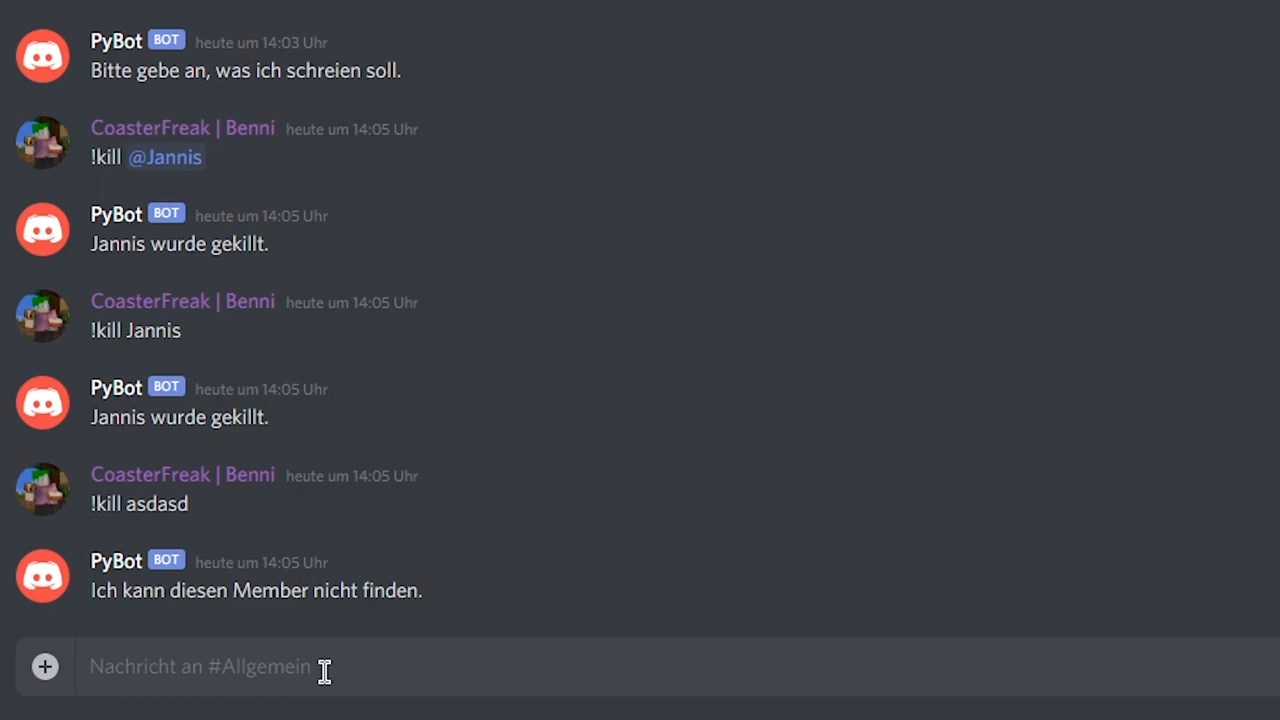 PyBot BOT heute um 14:03 Uhr
Bitte gebe an, was ich schreien soll.
CoasterFreak | Benni heute um 14:05 Uhr
!kill @Jannis
PyBot BOT heute um 14:05 Uhr
Jannis wurde gekillt.
CoasterFreak | Benni heute um 14:05 Uhr
!kill Jannis
PyBot BOT heute um 14:05 Uhr
Jannis wurde gekillt.
CoasterFreak | Benni heute um 14:05 Uhr
!kill asdasd
PyBot BOT heute um 14:05 Uhr
Ich kann diesen Member nicht finden.
Nachricht an #Allgemein